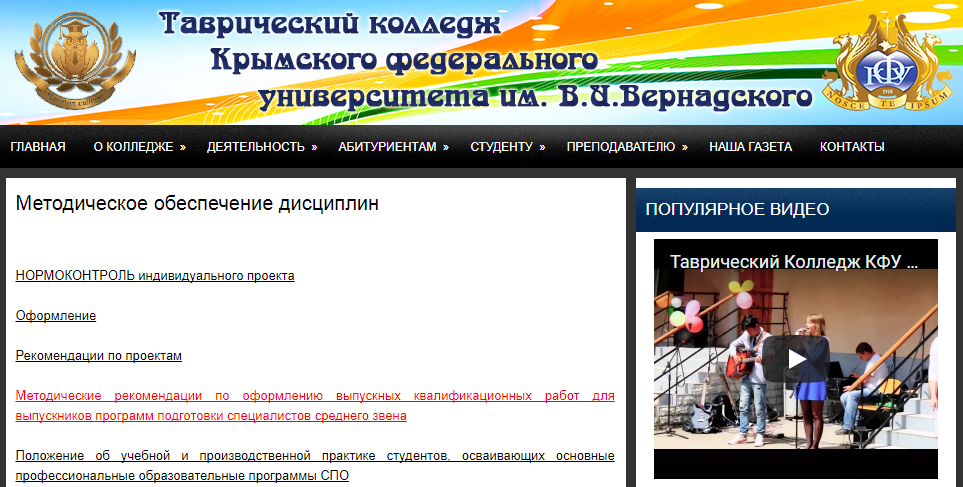 Таврический колледж
Крымского федерального
университета им. В.И.Вернадского
КФУ
1918
NOSCE TE IPSUM
ГЛАВНАЯ
О КОЛЛЕДЖЕ »
ДЕЯТЕЛЬНОСТЬ »
АБИТУРИЕНТАМ »
СТУДЕНТУ »
ПРЕПОДАВАТЕЛЮ »
НАША ГАЗЕТА
КОНТАКТЫ
Методическое обеспечение дисциплин
НОРМОКОНТРОЛЬ индивидуального проекта
Оформление
Рекомендации по проектам
Методические рекомендации по оформлению выпускных квалификационных работ для
выпускников программ подготовки специалистов среднего звена
Положение об учебной и производственной практике студентов, осваивающих основные
профессиональные образовательные программы СПО
ПОПУЛЯРНОЕ ВИДЕО
Таврический Колледж КФУ ...